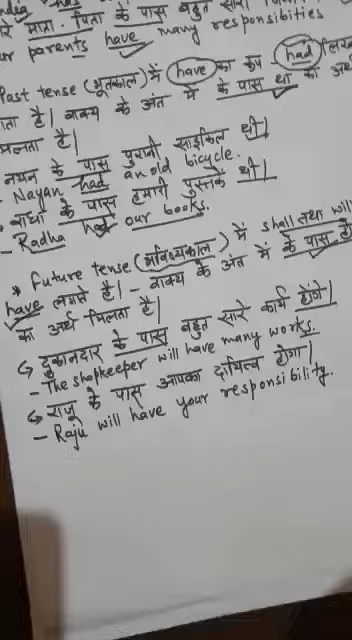 माता - पिता के पास बहुत सारी
parents have many responsibities
Past tense (भूतकाल) में have का रूप had
है। वाक्य के अंत में के पास था का अर्थ
मिलता है।
नयन के पास पुरानी साइकिल थी।
- Nayan had an old bicycle.
राधा के पास हमारी पुस्तकें थी।
- Radha had our books.
* Future tense (भविष्यकाल) में shall तथा will
have लगाते है। - वाक्य के अंत में के पास
का अर्थ मिलता है।
दुकानदार के पास बहुत सारे कार्य होंगे।
- The shopkeeper will have many works.
राजू के पास आपका दायित्व होगा।
- Raju will have your responsibility.